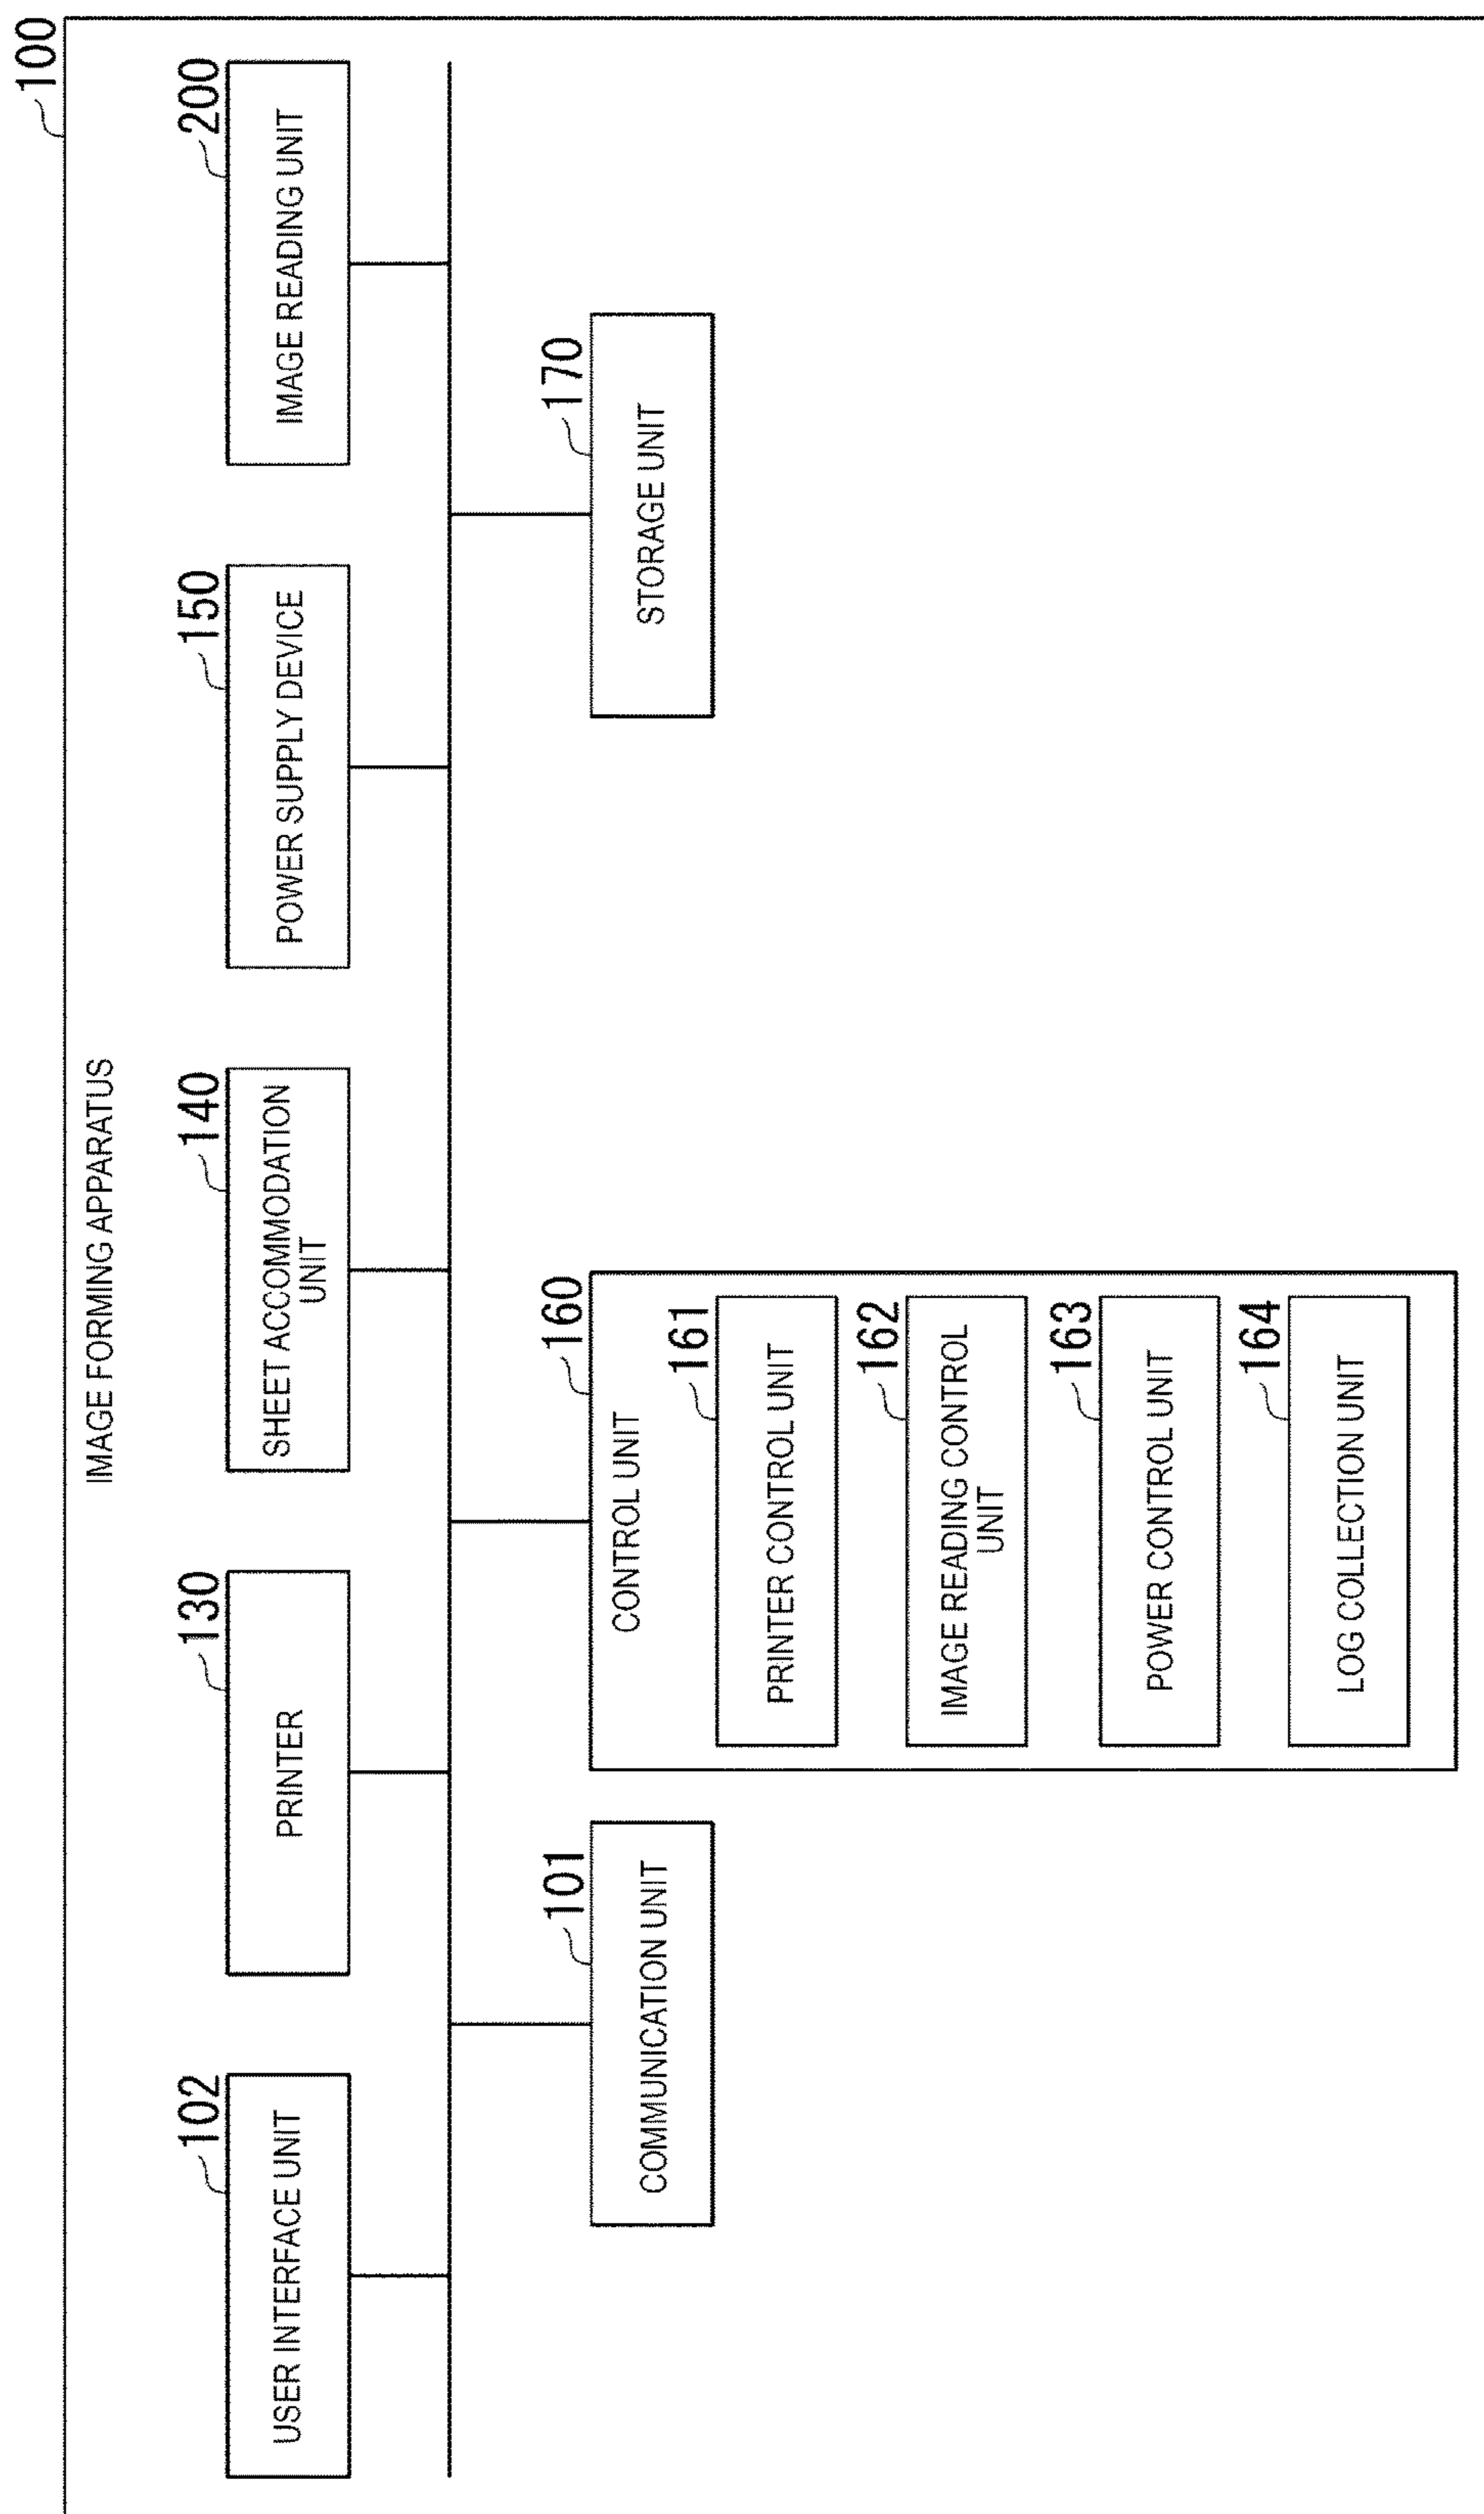 100
IMAGE FORMING APPARATUS
102
USER INTERFACE UNIT
130
PRINTER
140
SHEET ACCOMMODATION
UNIT
150
POWER SUPPLY DEVICE
200
IMAGE READING UNIT
101
COMMUNICATION UNIT
160
CONTROL UNIT
161
PRINTER CONTROL UNIT
162
IMAGE READING CONTROL
UNIT
163
POWER CONTROL UNIT
164
LOG COLLECTION UNIT
170
STORAGE UNIT